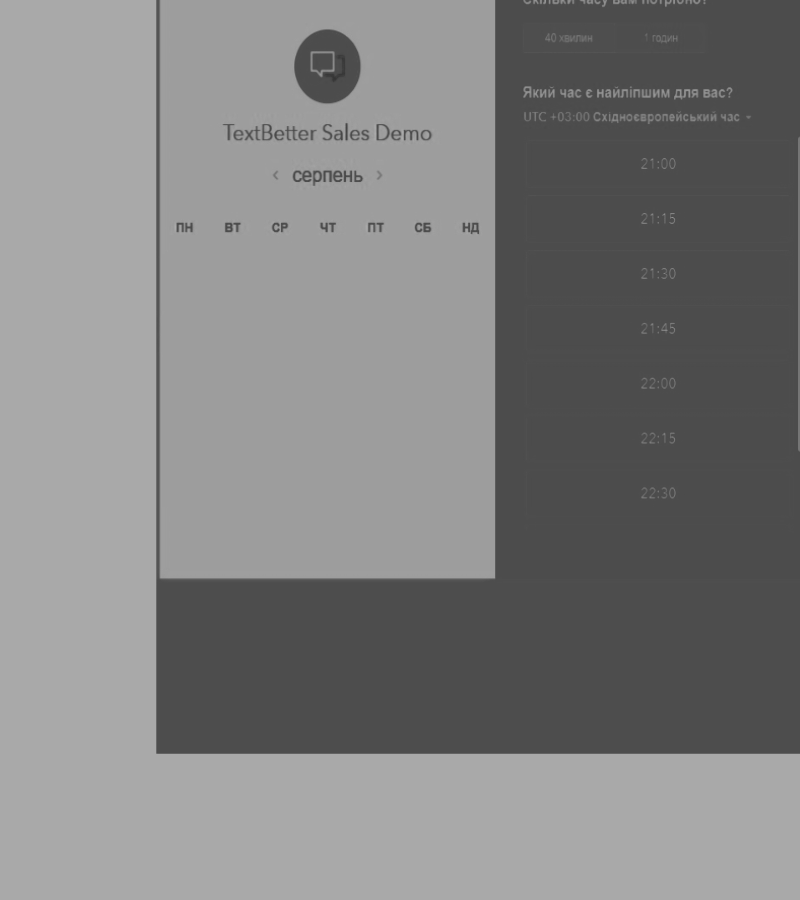 TextBetter Sales Demo
серпень
ПН ВТ СР ЧТ ПТ СБ НД
Скільки часу вам потрібно?
40 хвилин 1 годин
Який час є найліпшим для вас?
UTC +03:00 Східноєвропейський час
21:00
21:15
21:30
21:45
22:00
22:15
22:30